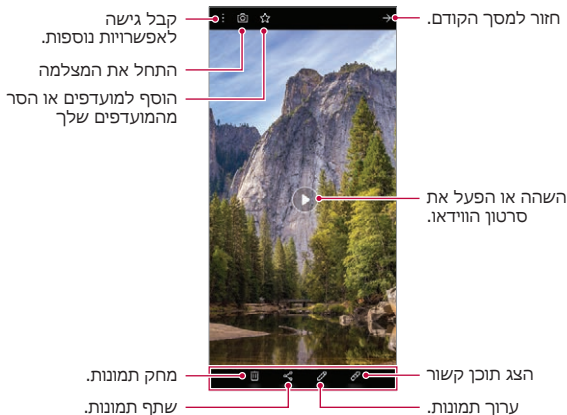 חזור למסך הקודם.
קבל גישה
לאפשרויות נוספות.
התחל את המצלמה
הוסף למועדפים או הסר
מהמועדפים שלך
השהה או הפעל את
סרטון הווידאו.
הצג תוכן קשור
מחק תמונות.
ערוך תמונות.
שתף תמונות.